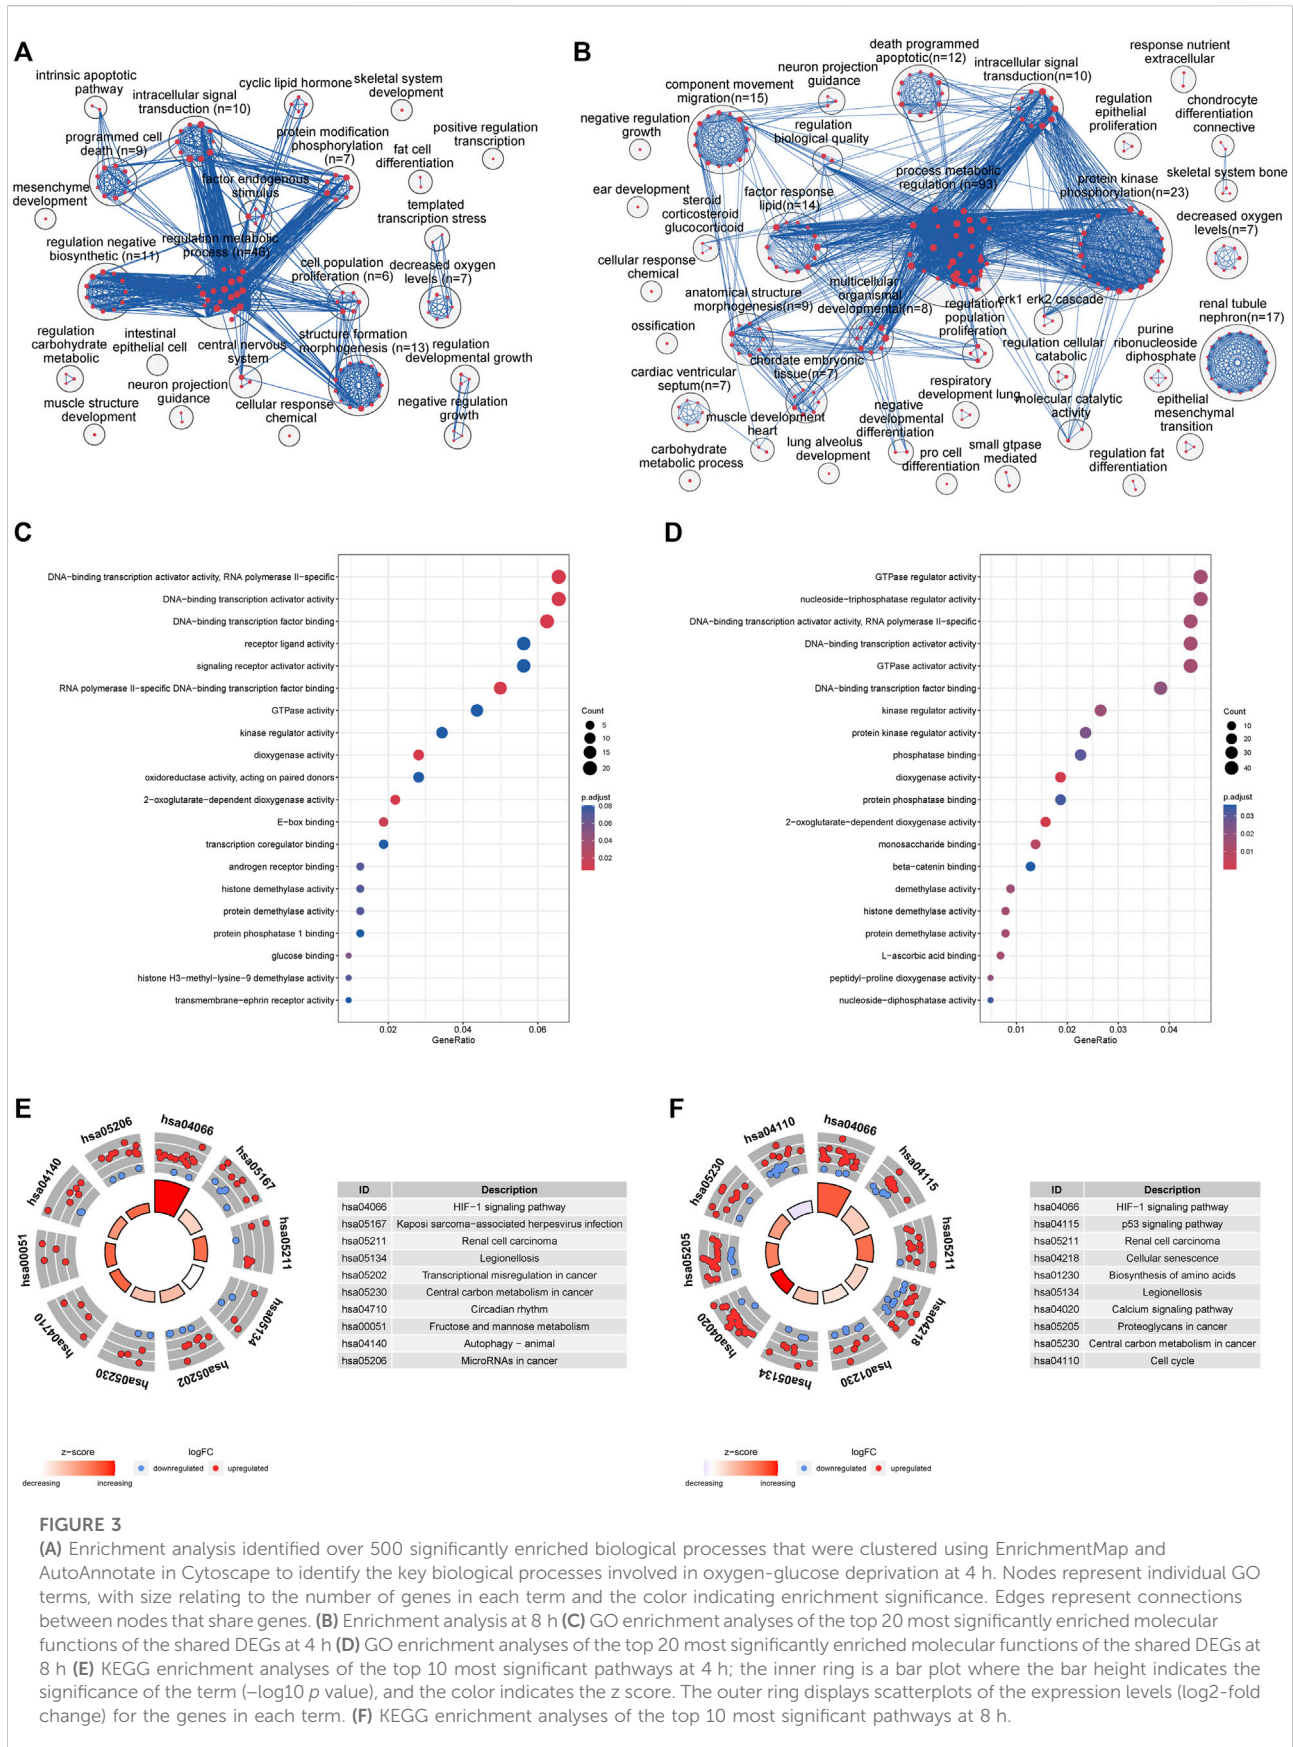 A
intrinsic apoptotic
pathway
cyclic lipid hormone
skeletal system
development
intracellular signal
transduction (n=10)
programmed cell
death (n=9)
protein modification
phosphorylation
(n=7)
positive regulation
transcription
fat cell
differentiation
mesenchyme
development
factor endogenous
stimulus
templated
transcription stress
regulation negative
biosynthetic (n=11)
regulation metabolic
process (n=46)
cell population
proliferation (n=6)
decreased oxygen
levels (n=7)
regulation
carbohydrate
metabolic
intestinal
epithelial cell
central nervous
system
structure formation
morphogenesis (n=13)
regulation
developmental growth
neuron projection
guidance
muscle structure
development
cellular response
chemical
negative regulation
growth
B
death programmed
apoptotic(n=12)
response nutrient
extracellular
neuron projection
guidance
intracellular signal
transduction(n=10)
component movement
migration(n=15)
regulation
epithelial
proliferation
chondrocyte
differentiation
connective
negative regulation
growth
regulation
biological quality
process metabolic
regulation (n=93)
protein kinase
phosphorylation(n=23)
skeletal system bone
ear development
steroid
corticosteroid
glucocorticoid
factor response
lipid(n=14)
decreased oxygen
levels(n=7)
cellular response
chemical
anatomical structure
morphogenesis(n=9)
multicellular
organismal
developmental(n=8)
regulation
population
proliferation
erk1 erk2 cascade
renal tubule
nephron(n=17)
ossification
regulation cellular
catabolic
purine
ribonucleoside
diphosphate
cardiac ventricular
septum(n=7)
chordate embryonic
tissue(n=7)
respiratory
development lung
muscle development
heart
negative
developmental
differentiation
molecular catalytic
activity
epithelial
mesenchymal
transition
carbohydrate
metabolic process
lung alveolus
development
pro cell
differentiation
small gtpase
mediated
regulation fat
differentiation
C
DNA−binding transcription activator activity, RNA polymerase II−specific
DNA−binding transcription activator activity
DNA−binding transcription factor binding
receptor ligand activity
signaling receptor activator activity
RNA polymerase II−specific DNA−binding transcription factor binding
GTPase activity
kinase regulator activity
dioxygenase activity
oxidoreductase activity, acting on paired donors
2−oxoglutarate−dependent dioxygenase activity
E−box binding
transcription coregulator binding
androgen receptor binding
histone demethylase activity
protein demethylase activity
protein phosphatase 1 binding
glucose binding
histone H3−methyl−lysine−9 demethylase activity
transmembrane−ephrin receptor activity
0.02 0.04 0.06
GeneRatio
Count
5
10
15
20
p.adjust
0.08
0.06
0.04
0.02
D
GTPase regulator activity
nucleoside−triphosphatase regulator activity
DNA−binding transcription activator activity, RNA polymerase II−specific
DNA−binding transcription activator activity
GTPase activator activity
DNA−binding transcription factor binding
kinase regulator activity
protein kinase regulator activity
phosphatase binding
dioxygenase activity
protein phosphatase binding
2−oxoglutarate−dependent dioxygenase activity
monosaccharide binding
beta−catenin binding
demethylase activity
histone demethylase activity
protein demethylase activity
L−ascorbic acid binding
peptidyl−proline dioxygenase activity
nucleoside−diphosphatase activity
0.01 0.02 0.03 0.04
GeneRatio
Count
10
20
30
40
p.adjust
0.03
0.02
0.01
E
hsa04066
hsa05167
hsa05211
hsa05134
hsa05202
hsa05230
hsa04710
hsa00051
hsa04140
hsa05206
ID Description
hsa04066 HIF−1 signaling pathway
hsa05167 Kaposi sarcoma−associated herpesvirus infection
hsa05211 Renal cell carcinoma
hsa05134 Legionellosis
hsa05202 Transcriptional misregulation in cancer
hsa05230 Central carbon metabolism in cancer
hsa04710 Circadian rhythm
hsa00051 Fructose and mannose metabolism
hsa04140 Autophagy − animal
hsa05206 MicroRNAs in cancer
z−score
decreasing increasing
logFC
downregulated upregulated
F
hsa04066
hsa04115
hsa05211
hsa04218
hsa01230
hsa05134
hsa04020
hsa05205
hsa05230
hsa04110
ID Description
hsa04066 HIF−1 signaling pathway
hsa04115 p53 signaling pathway
hsa05211 Renal cell carcinoma
hsa04218 Cellular senescence
hsa01230 Biosynthesis of amino acids
hsa05134 Legionellosis
hsa04020 Calcium signaling pathway
hsa05205 Proteoglycans in cancer
hsa05230 Central carbon metabolism in cancer
hsa04110 Cell cycle
z−score
decreasing increasing
logFC
downregulated upregulated
FIGURE 3
(A) Enrichment analysis identified over 500 significantly enriched biological processes that were clustered using EnrichmentMap and
AutoAnnotate in Cytoscape to identify the key biological processes involved in oxygen-glucose deprivation at 4 h. Nodes represent individual GO
terms, with size relating to the number of genes in each term and the color indicating enrichment significance. Edges represent connections
between nodes that share genes. (B) Enrichment analysis at 8 h (C) GO enrichment analyses of the top 20 most significantly enriched molecular
functions of the shared DEGs at 4 h (D) GO enrichment analyses of the top 20 most significantly enriched molecular functions of the shared DEGs at
8 h (E) KEGG enrichment analyses of the top 10 most significant pathways at 4 h; the inner ring is a bar plot where the bar height indicates the
significance of the term (−log10 p value), and the color indicates the z score. The outer ring displays scatterplots of the expression levels (log2-fold
change) for the genes in each term. (F) KEGG enrichment analyses of the top 10 most significant pathways at 8 h.